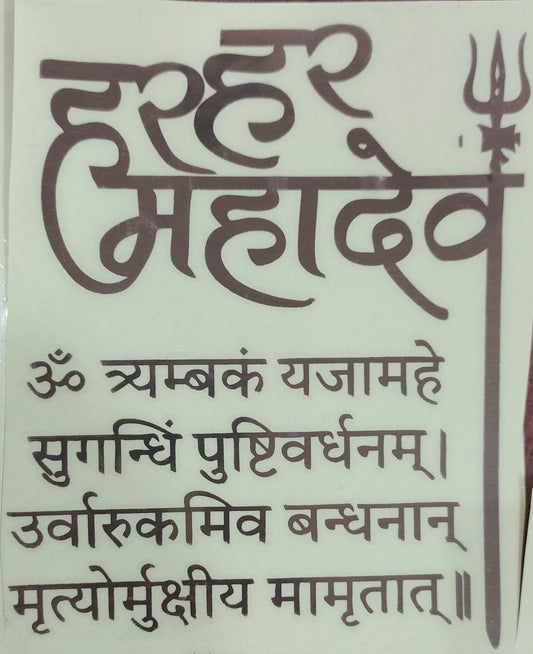 हर हर
महादेव
ॐ त्र्यम्बकं यजामहे
सुगन्धिं पुष्टिवर्धनम्।
उर्वारुकमिव बन्धनान्
मृत्योर्मुक्षीय मामृतात्॥